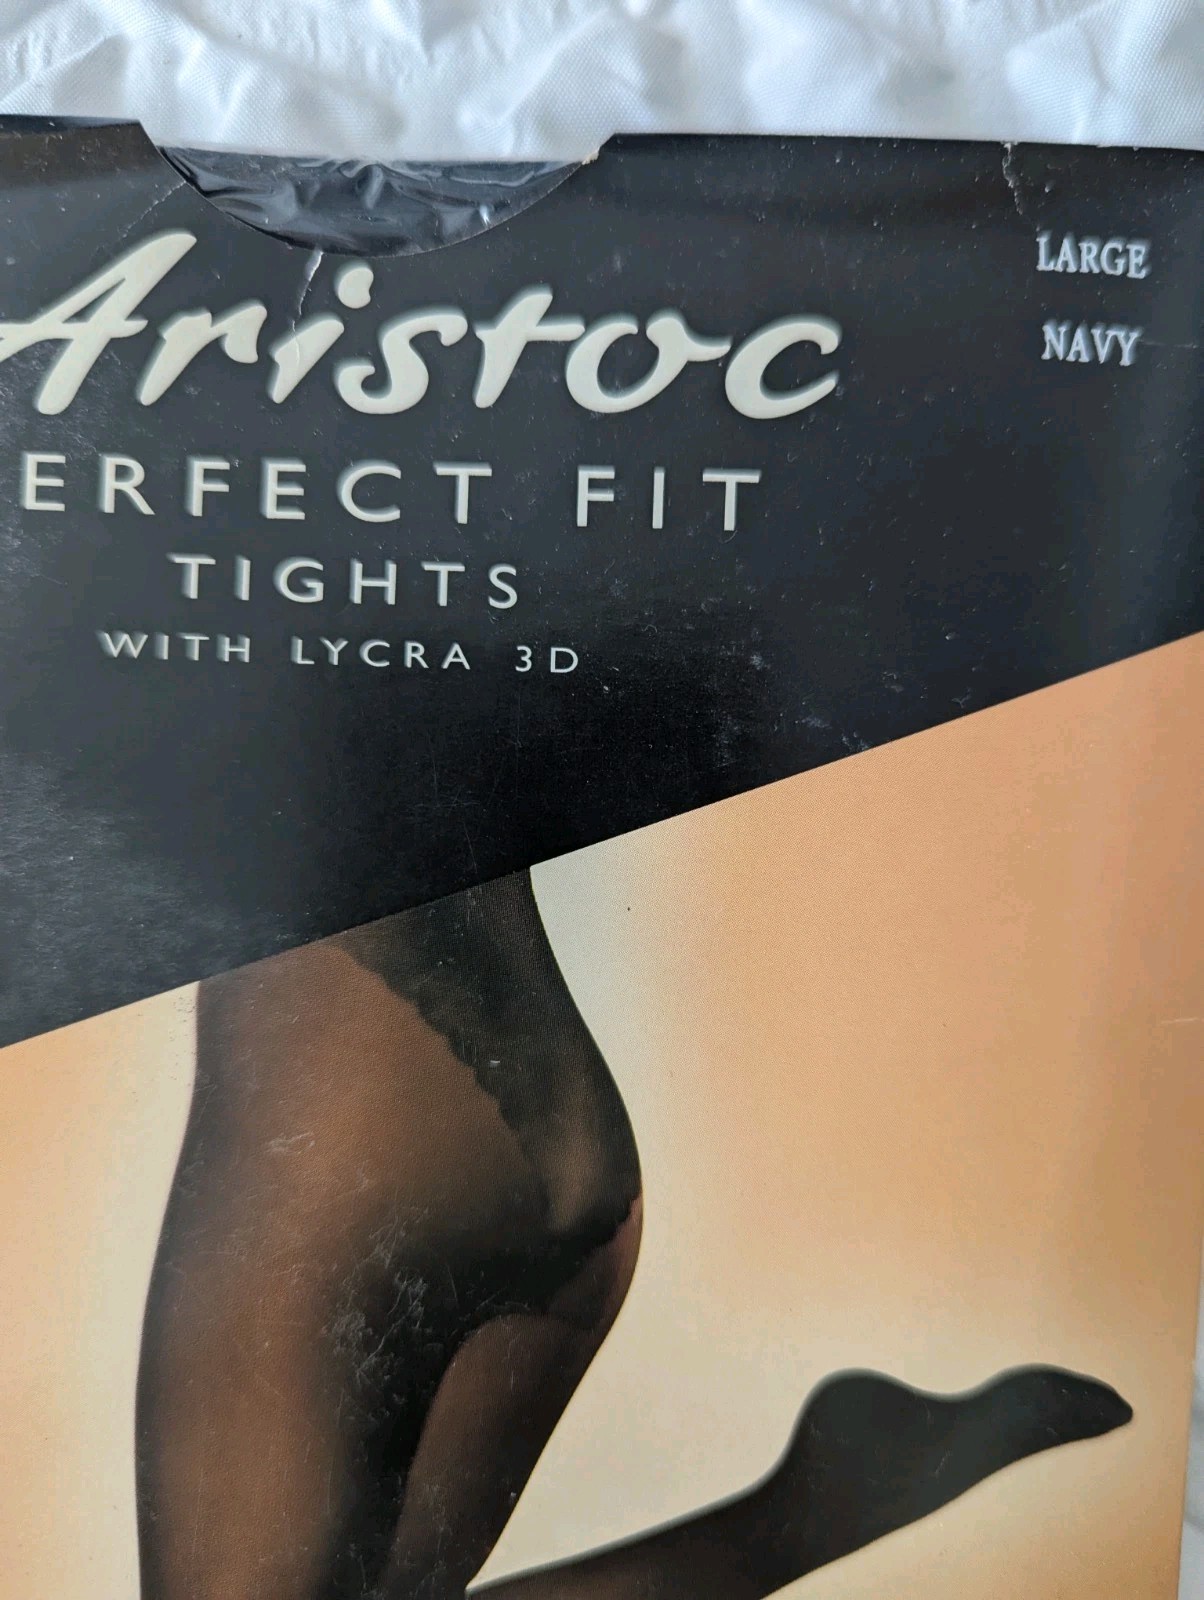 Aristoc
ERFECT FIT
TIGHTS
WITH LYCRA 3D
LARGE
NAVY